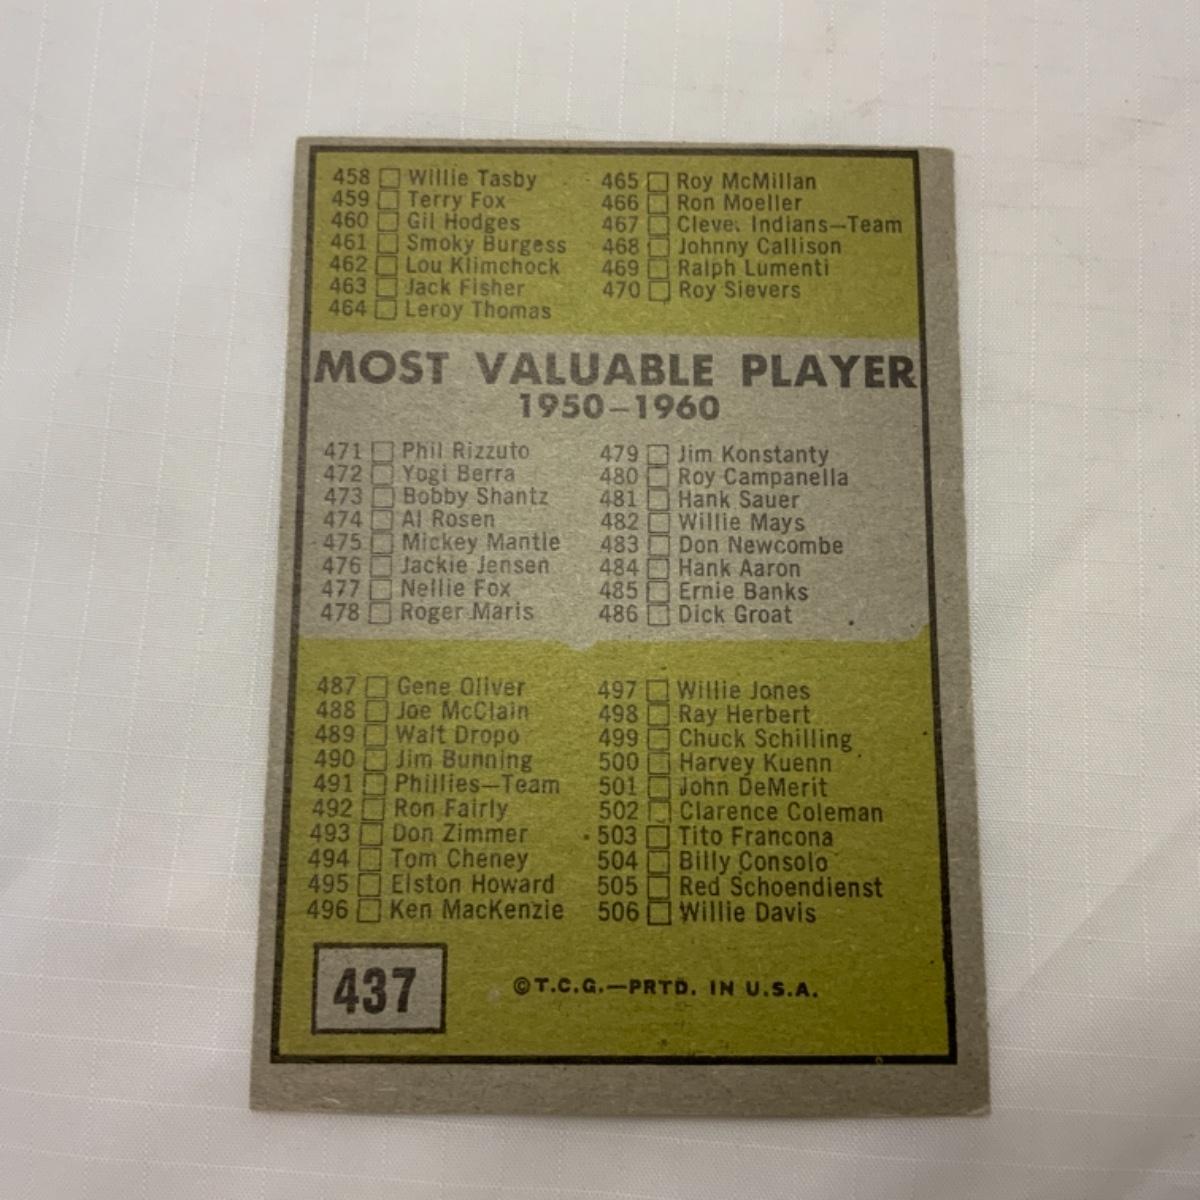 458 Willie Tasby
459 Terry Fox
460 Gil Hodges
461 Smoky Burgess
462 Lou Klimchock
463 Jack Fisher
464 Leroy Thomas
465 Roy McMillan
466 Ron Moeller
467 Cleve. Indians—Team
468 Johnny Callison
469 Ralph Lumenti
470 Roy Sievers
MOST VALUABLE PLAYER
1950—1960
471 Phil Rizzuto
472 Yogi Berra
473 Bobby Shantz
474 Al Rosen
475 Mickey Mantle
476 Jackie Jensen
477 Nellie Fox
478 Roger Maris
479 Jim Konstanty
480 Roy Campanella
481 Hank Sauer
482 Willie Mays
483 Don Newcombe
484 Hank Aaron
485 Ernie Banks
486 Dick Groat
487 Gene Oliver
488 Joe McClain
489 Walt Dropo
490 Jim Bunning
491 Phillies—Team
492 Ron Fairly
493 Don Zimmer
494 Tom Cheney
495 Elston Howard
496 Ken MacKenzie
497 Willie Jones
498 Ray Herbert
499 Chuck Schilling
500 Harvey Kuenn
501 John DeMerit
502 Clarence Coleman
503 Tito Francona
504 Billy Consolo
505 Red Schoendienst
506 Willie Davis
437
©T.C.G.—PRTD. IN U.S.A.